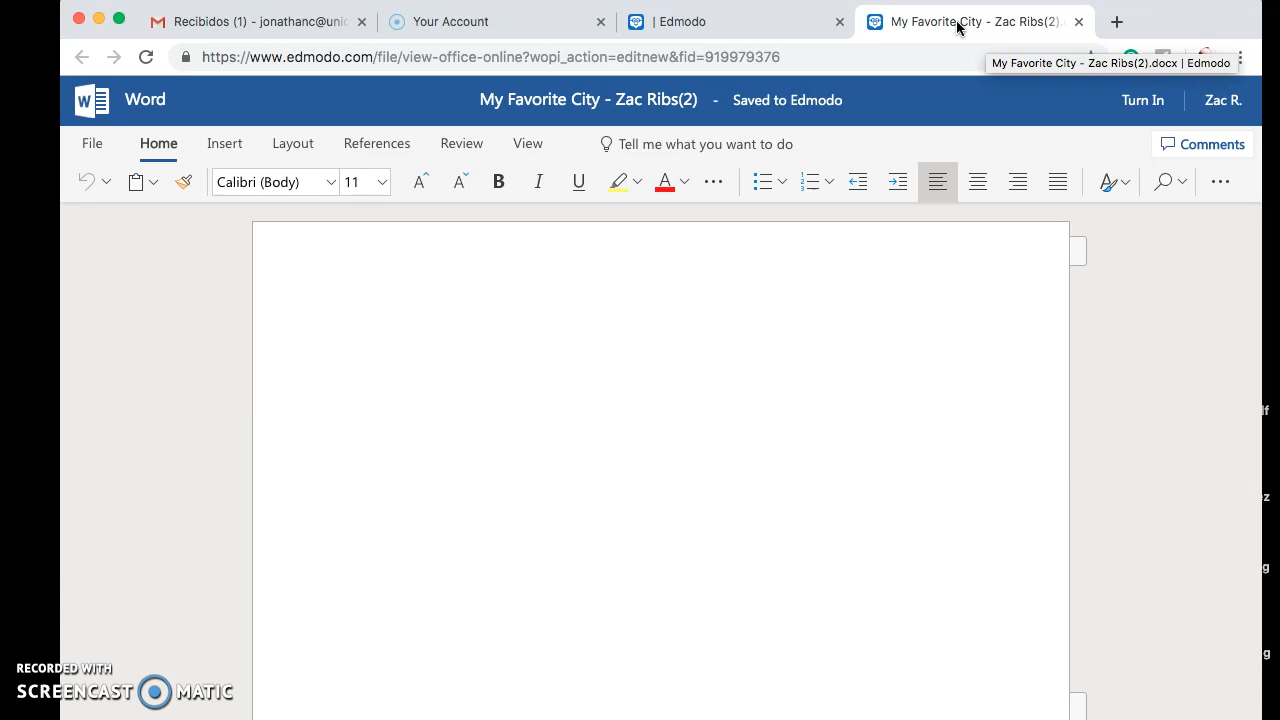 Recibidos (1) - jonathanc@unic
Your Account
| Edmodo
My Favorite City - Zac Ribs(2).
https://www.edmodo.com/file/view-office-online?wopi_action=editnew&fid=919979376
My Favorite City - Zac Ribs(2).docx | Edmodo
Word
My Favorite City - Zac Ribs(2) - Saved to Edmodo
Turn In
Zac R.
File Home Insert Layout References Review View Tell me what you want to do
Comments
Calibri (Body) 11
B I U A
RECORDED WITH
SCREENCAST MATIC